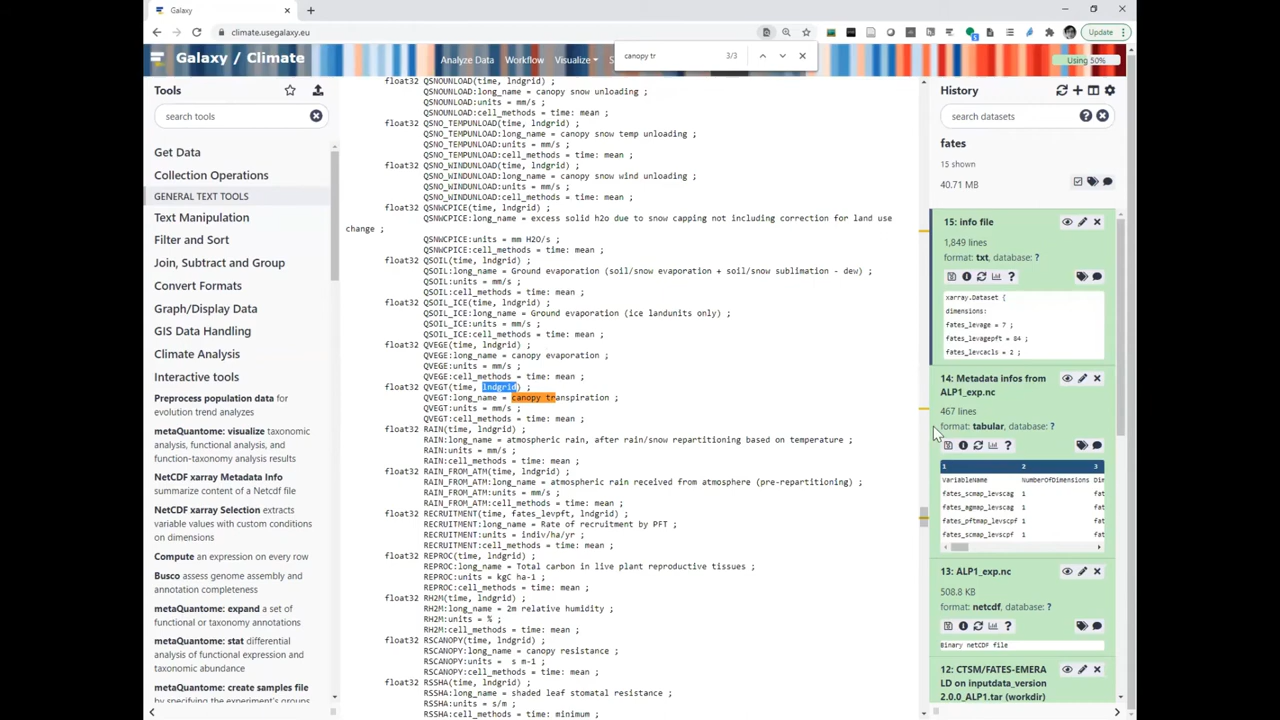 Galaxy
climate.usegalaxy.eu
Update
canopy tr
3/3
Galaxy / Climate
Analyze Data
Workflow
Visualize
Using 50%
Tools
search tools
Get Data
Collection Operations
GENERAL TEXT TOOLS
Text Manipulation
Filter and Sort
Join, Subtract and Group
Convert Formats
Graph/Display Data
GIS Data Handling
Climate Analysis
Interactive tools
Preprocess population data for
evolution trend analyzes
metaQuantome: visualize taxonomic
analysis, functional analysis, and
function-taxonomy analysis results
NetCDF xarray Metadata Info
summarize content of a Netcdf file
NetCDF xarray Selection extracts
variable values with custom conditions
on dimensions
Compute an expression on every row
Busco assess genome assembly and
annotation completeness
metaQuantome: expand a set of
functional or taxonomy annotations
metaQuantome: stat differential
analysis of functional expression and
taxonomic abundance
metaQuantome: create samples file
by specifying the experiment's groups
float32 QSNOUNLOAD(time, lndgrid) ;
QSNOUNLOAD:long_name = canopy snow unloading ;
QSNOUNLOAD:units = mm/s ;
QSNOUNLOAD:cell_methods = time: mean ;
float32 QSNO_TEMPUNLOAD(time, lndgrid) ;
QSNO_TEMPUNLOAD:long_name = canopy snow temp unloading ;
QSNO_TEMPUNLOAD:units = mm/s ;
QSNO_TEMPUNLOAD:cell_methods = time: mean ;
float32 QSNO_WINDUNLOAD(time, lndgrid) ;
QSNO_WINDUNLOAD:long_name = canopy snow wind unloading ;
QSNO_WINDUNLOAD:units = mm/s ;
QSNO_WINDUNLOAD:cell_methods = time: mean ;
float32 QSNWCPICE(time, lndgrid) ;
QSNWCPICE:long_name = excess solid h2o due to snow capping not including correction for land use
change ;
QSNWCPICE:units = mm H2O/s ;
QSNWCPICE:cell_methods = time: mean ;
float32 QSOIL(time, lndgrid) ;
QSOIL:long_name = Ground evaporation (soil/snow evaporation + soil/snow sublimation - dew) ;
QSOIL:units = mm/s ;
QSOIL:cell_methods = time: mean ;
float32 QSOIL_ICE(time, lndgrid) ;
QSOIL_ICE:long_name = Ground evaporation (ice landunits only) ;
QSOIL_ICE:units = mm/s ;
QSOIL_ICE:cell_methods = time: mean ;
float32 QVEGE(time, lndgrid) ;
QVEGE:long_name = canopy evaporation ;
QVEGE:units = mm/s ;
QVEGE:cell_methods = time: mean ;
float32 QVEGT(time, lndgrid) ;
QVEGT:long_name = canopy transpiration ;
QVEGT:units = mm/s ;
QVEGT:cell_methods = time: mean ;
float32 RAIN(time, lndgrid) ;
RAIN:long_name = atmospheric rain, after rain/snow repartitioning based on temperature ;
RAIN:units = mm/s ;
RAIN:cell_methods = time: mean ;
float32 RAIN_FROM_ATM(time, lndgrid) ;
RAIN_FROM_ATM:long_name = atmospheric rain received from atmosphere (pre-repartitioning) ;
RAIN_FROM_ATM:units = mm/s ;
RAIN_FROM_ATM:cell_methods = time: mean ;
float32 RECRUITMENT(time, fates_levpft, lndgrid) ;
RECRUITMENT:long_name = Rate of recruitment by PFT ;
RECRUITMENT:units = indiv/ha/yr ;
RECRUITMENT:cell_methods = time: mean ;
float32 REPROC(time, lndgrid) ;
REPROC:long_name = Total carbon in live plant reproductive tissues ;
REPROC:units = kgC ha-1 ;
REPROC:cell_methods = time: mean ;
float32 RH2M(time, lndgrid) ;
RH2M:long_name = 2m relative humidity ;
RH2M:units = % ;
RH2M:cell_methods = time: mean ;
float32 RSCANOPY(time, lndgrid) ;
RSCANOPY:long_name = canopy resistance ;
RSCANOPY:units =  s m-1 ;
RSCANOPY:cell_methods = time: mean ;
float32 RSSHA(time, lndgrid) ;
RSSHA:long_name = shaded leaf stomatal resistance ;
RSSHA:units = s/m ;
RSSHA:cell_methods = time: minimum ;
History
search datasets
fates
15 shown
40.71 MB
15: info file
1,849 lines
format: txt, database: ?
xarray.Dataset {
dimensions:
fates_levage = 7 ;
fates_levagepft = 84 ;
fates_levcacls = 2 ;
14: Metadata infos from
ALP1_exp.nc
467 lines
format: tabular, database: ?
1 2 3
VariableName NumberOfDimensions Di
fates_scmap_levscag 1 fat
fates_agmap_levscag 1 fat
fates_pftmap_levscpf 1 fat
fates_scmap_levscpf 1 fat
13: ALP1_exp.nc
508.8 KB
format: netcdf, database: ?
Binary netCDF file
12: CTSM/FATES-EMERA
LD on inputdata_version
2.0.0_ALP1.tar (workdir)